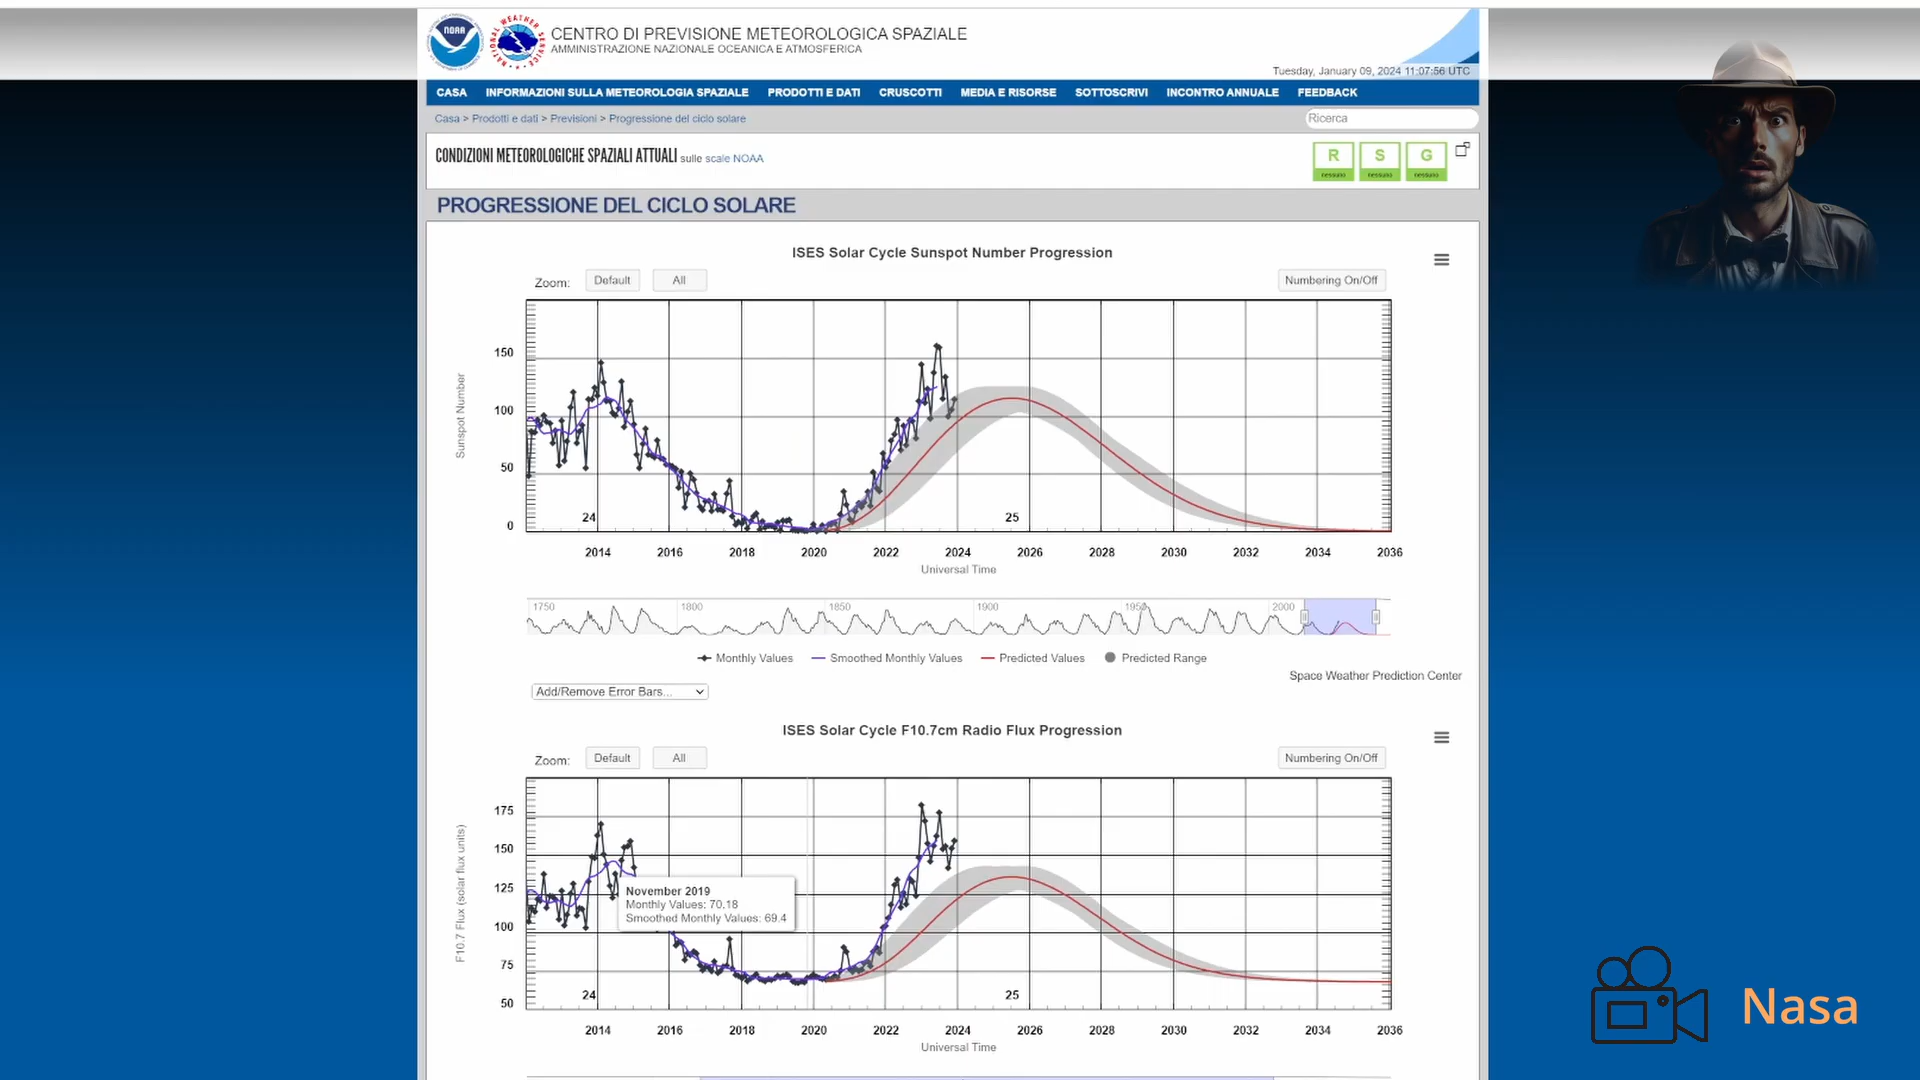 NOAA
NATIONAL WEATHER SERVICE
CENTRO DI PREVISIONE METEOROLOGICA SPAZIALE
AMMINISTRAZIONE NAZIONALE OCEANICA E ATMOSFERICA
Tuesday, January 09, 2024 11:07:56 UTC
CASA INFORMAZIONI SULLA METEOROLOGIA SPAZIALE PRODOTTI E DATI CRUSCOTTI MEDIA E RISORSE SOTTOSCRIVI INCONTRO ANNUALE FEEDBACK
Casa > Prodotti e dati > Previsioni > Progressione del ciclo solare
Ricerca
CONDIZIONI METEOROLOGICHE SPAZIALI ATTUALI sulle scale NOAA
R S G
nessuno nessuno nessuno
PROGRESSIONE DEL CICLO SOLARE
ISES Solar Cycle Sunspot Number Progression
Zoom: Default All Numbering On/Off
Sunspot Number
150
100
50
0
24 25
2014 2016 2018 2020 2022 2024 2026 2028 2030 2032 2034 2036
Universal Time
1750 1800 1850 1900 1950 2000
Monthly Values Smoothed Monthly Values Predicted Values Predicted Range
Space Weather Prediction Center
Add/Remove Error Bars...
ISES Solar Cycle F10.7cm Radio Flux Progression
Zoom: Default All Numbering On/Off
F10.7 Flux (solar flux units)
175
150
125
100
75
50
November 2019
Monthly Values: 70.18
Smoothed Monthly Values: 69.4
24 25
2014 2016 2018 2020 2022 2024 2026 2028 2030 2032 2034 2036
Universal Time
Nasa